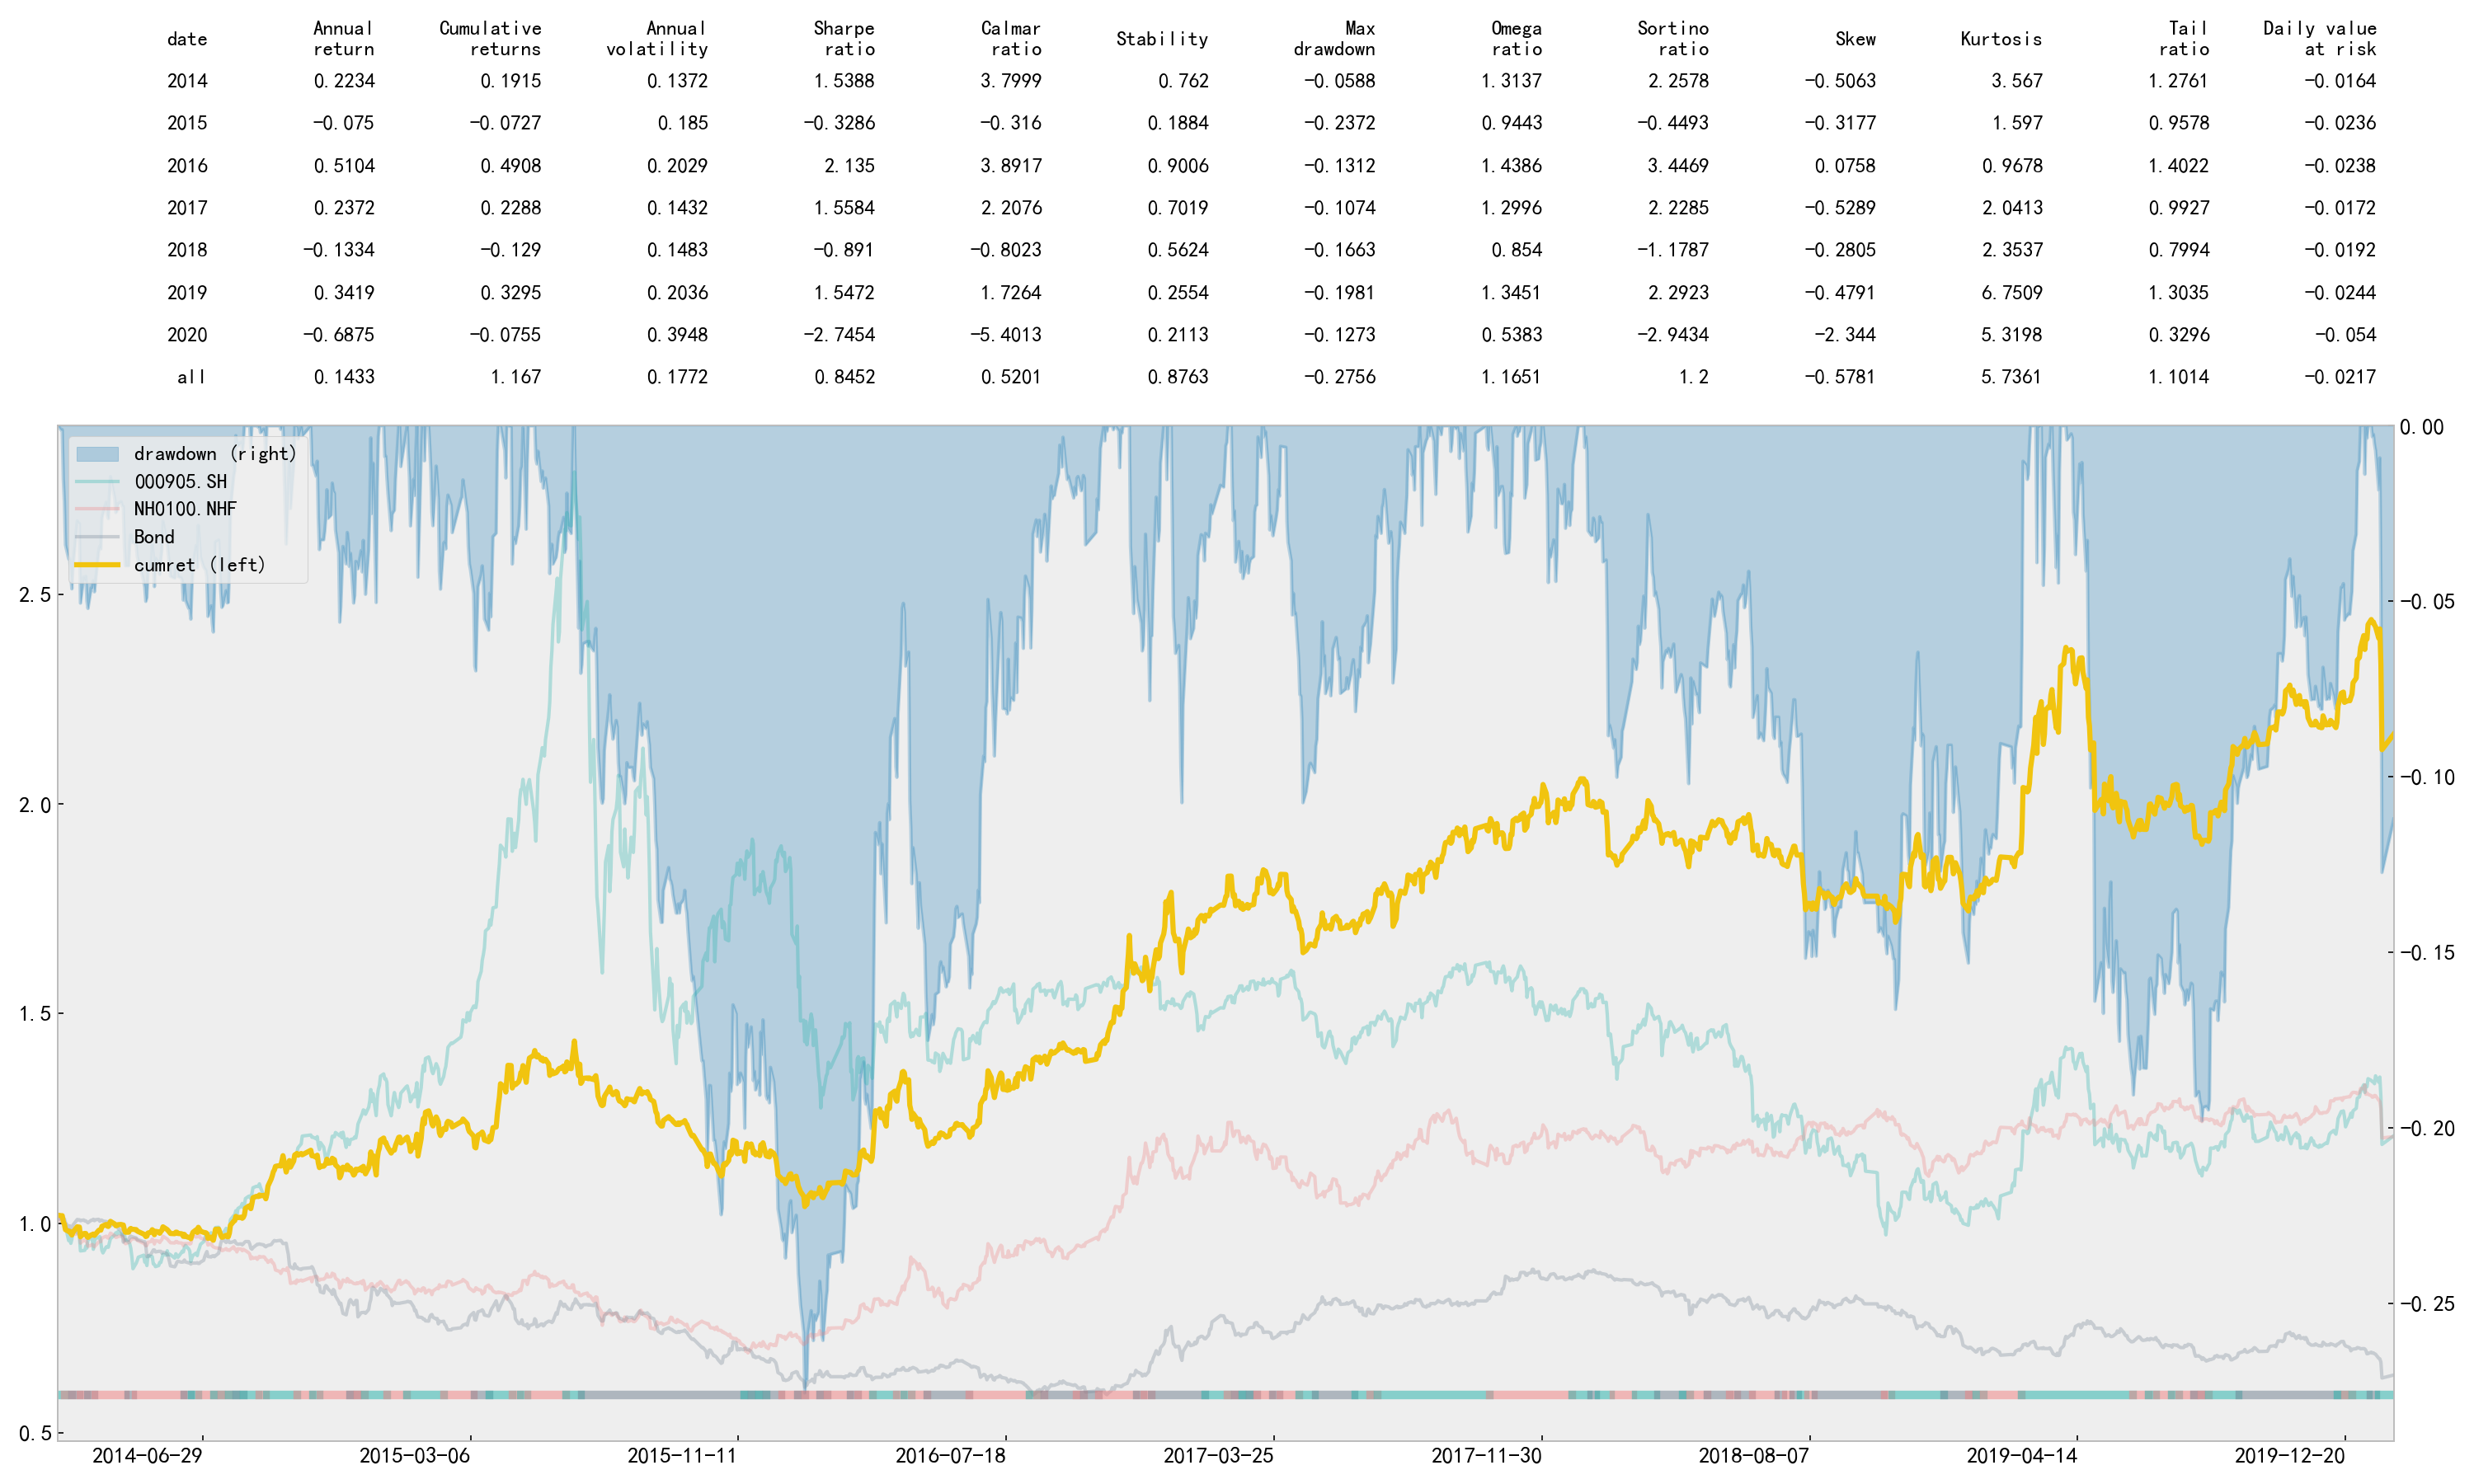 date Annual return Cumulative returns Annual volatility Sharpe ratio Calmar ratio Stability Max drawdown Omega ratio Sortino ratio Skew Kurtosis Tail ratio Daily value at risk
2014 0.2234 0.1915 0.1372 1.5388 3.7999 0.762 −0.0588 1.3137 2.2578 −0.5063 3.567 1.2761 −0.0164
2015 −0.075 −0.0727 0.185 −0.3286 −0.316 0.1884 −0.2372 0.9443 −0.4493 −0.3177 1.597 0.9578 −0.0236
2016 0.5104 0.4908 0.2029 2.135 3.8917 0.9006 −0.1312 1.4386 3.4469 0.0758 0.9678 1.4022 −0.0238
2017 0.2372 0.2288 0.1432 1.5584 2.2076 0.7019 −0.1074 1.2996 2.2285 −0.5289 2.0413 0.9927 −0.0172
2018 −0.1334 −0.129 0.1483 −0.891 −0.8023 0.5624 −0.1663 0.854 −1.1787 −0.2805 2.3537 0.7994 −0.0192
2019 0.3419 0.3295 0.2036 1.5472 1.7264 0.2554 −0.1981 1.3451 2.2923 −0.4791 6.7509 1.3035 −0.0244
2020 −0.6875 −0.0755 0.3948 −2.7454 −5.4013 0.2113 −0.1273 0.5383 −2.9434 −2.344 5.3198 0.3296 −0.054
all 0.1433 1.167 0.1772 0.8452 0.5201 0.8763 −0.2756 1.1651 1.2 −0.5781 5.7361 1.1014 −0.0217
drawdown (right)
000905.SH
NH0100.NHF
Bond
cumret (left)
2.5
2.0
1.5
1.0
0.5
0.00
−0.05
−0.10
−0.15
−0.20
−0.25
2014−06−29 2015−03−06 2015−11−11 2016−07−18 2017−03−25 2017−11−30 2018−08−07 2019−04−14 2019−12−20